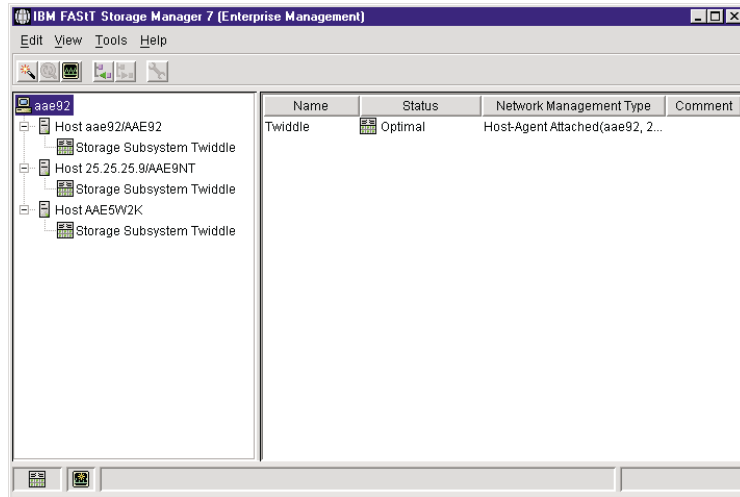 IBM FAStT Storage Manager 7 (Enterprise Management)
Edit View Tools Help
aae92
Host aae92/AAE92
Storage Subsystem Twiddle
Host 25.25.25.9/AAE9NT
Storage Subsystem Twiddle
Host AAE5W2K
Storage Subsystem Twiddle
Name Status Network Management Type Comment
Twiddle Optimal Host-Agent Attached(aae92, 2...